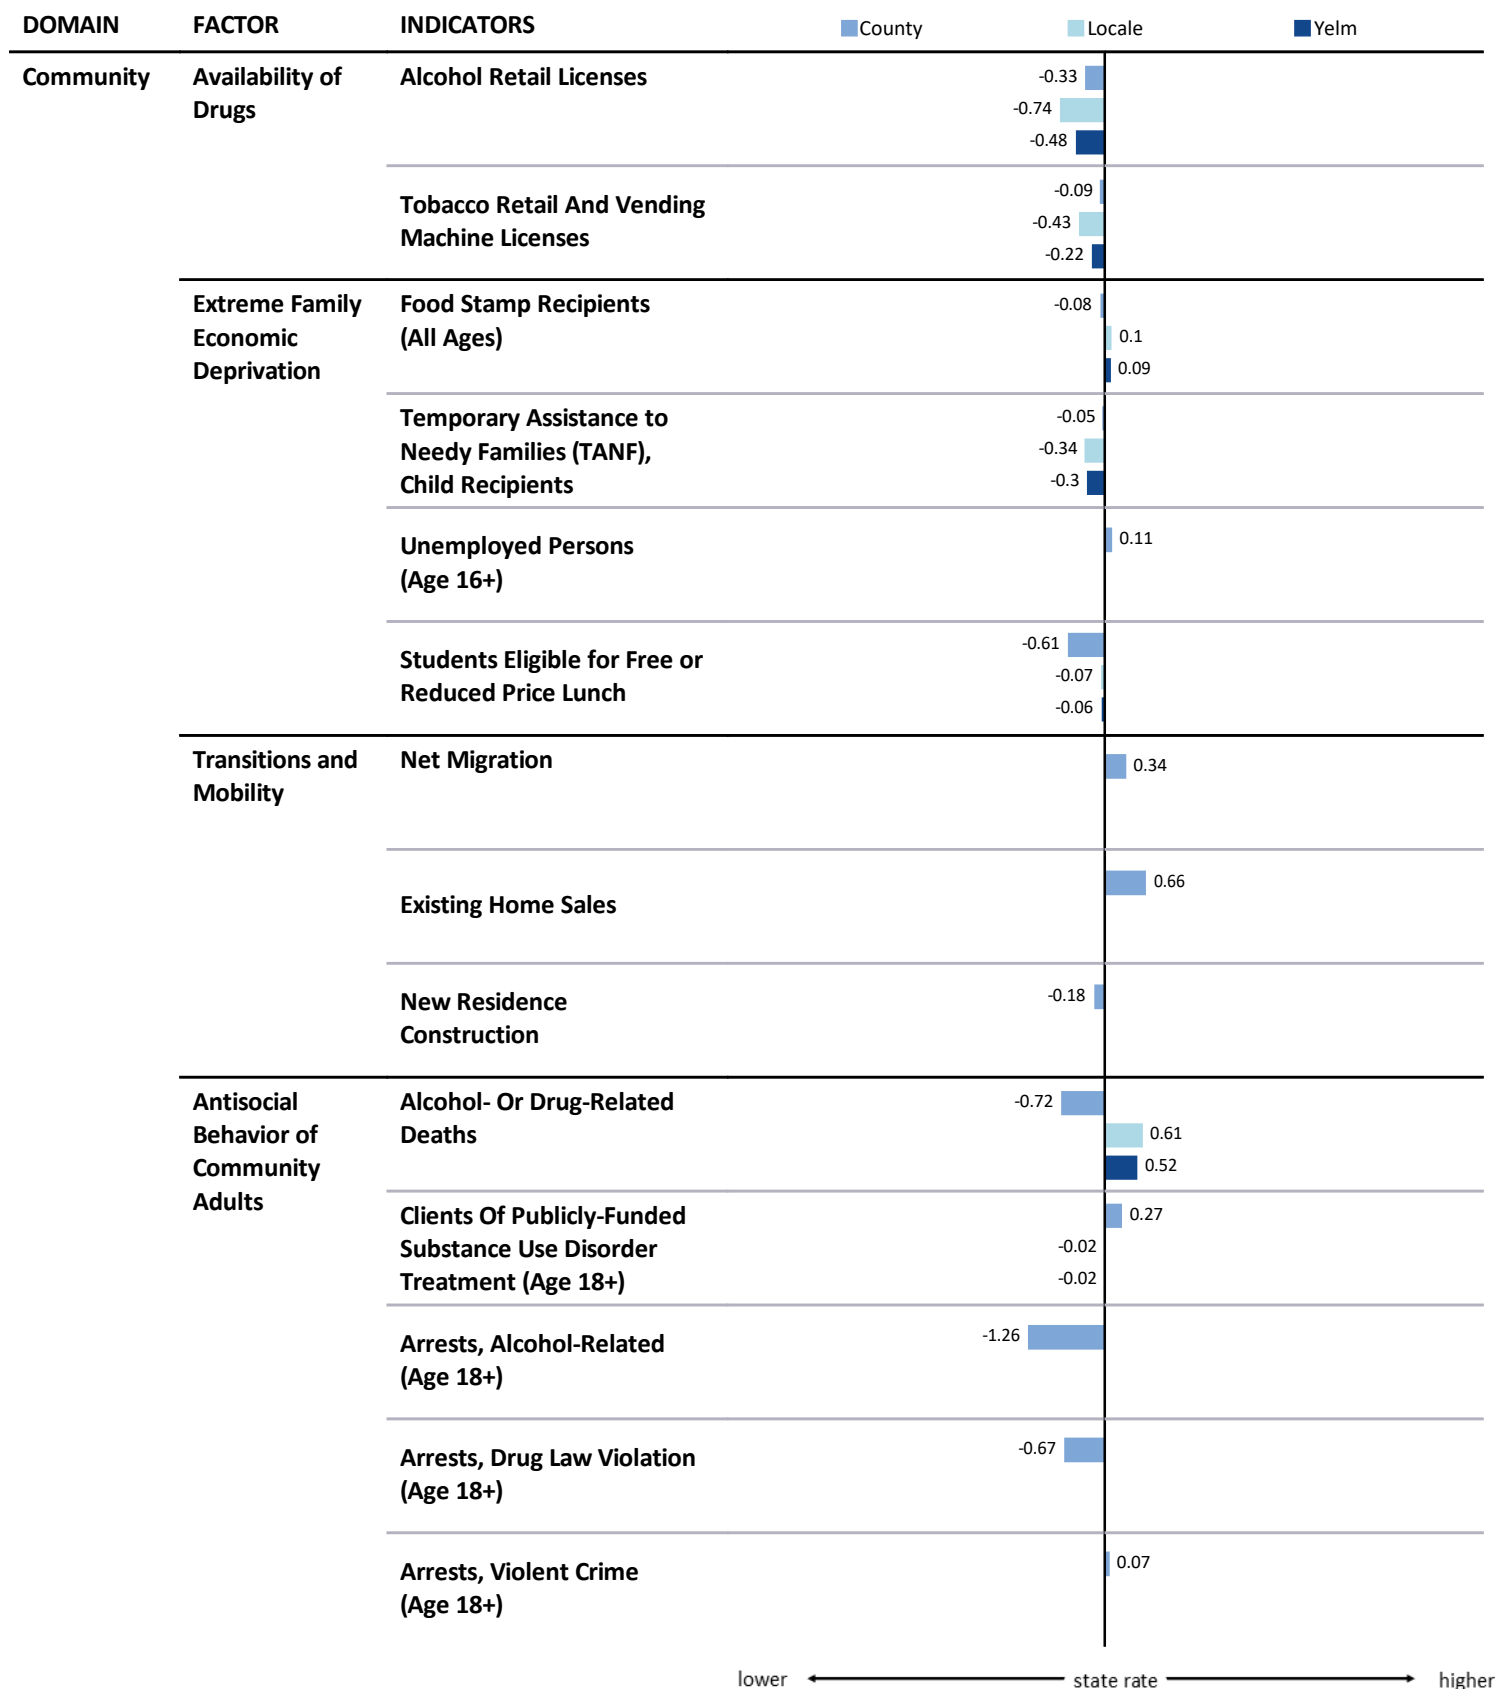 DOMAIN FACTOR INDICATORS County Locale Yelm
Community Availability of Alcohol Retail Licenses
Drugs
-0.33
-0.74
-0.48
Tobacco Retail And Vending
Machine Licenses
-0.09
-0.43
-0.22
Extreme Family Food Stamp Recipients
Economic (All Ages)
Deprivation
-0.08
0.1
0.09
Temporary Assistance to
Needy Families (TANF),
Child Recipients
-0.05
-0.34
-0.3
Unemployed Persons
(Age 16+)
0.11
Students Eligible for Free or
Reduced Price Lunch
-0.61
-0.07
-0.06
Transitions and Net Migration
Mobility
0.34
Existing Home Sales
0.66
New Residence
Construction
-0.18
Antisocial Alcohol- Or Drug-Related
Behavior of Deaths
Community
Adults
-0.72
0.61
0.52
Clients Of Publicly-Funded
Substance Use Disorder
Treatment (Age 18+)
0.27
-0.02
-0.02
Arrests, Alcohol-Related
(Age 18+)
-1.26
Arrests, Drug Law Violation
(Age 18+)
-0.67
Arrests, Violent Crime
(Age 18+)
0.07
lower state rate higher